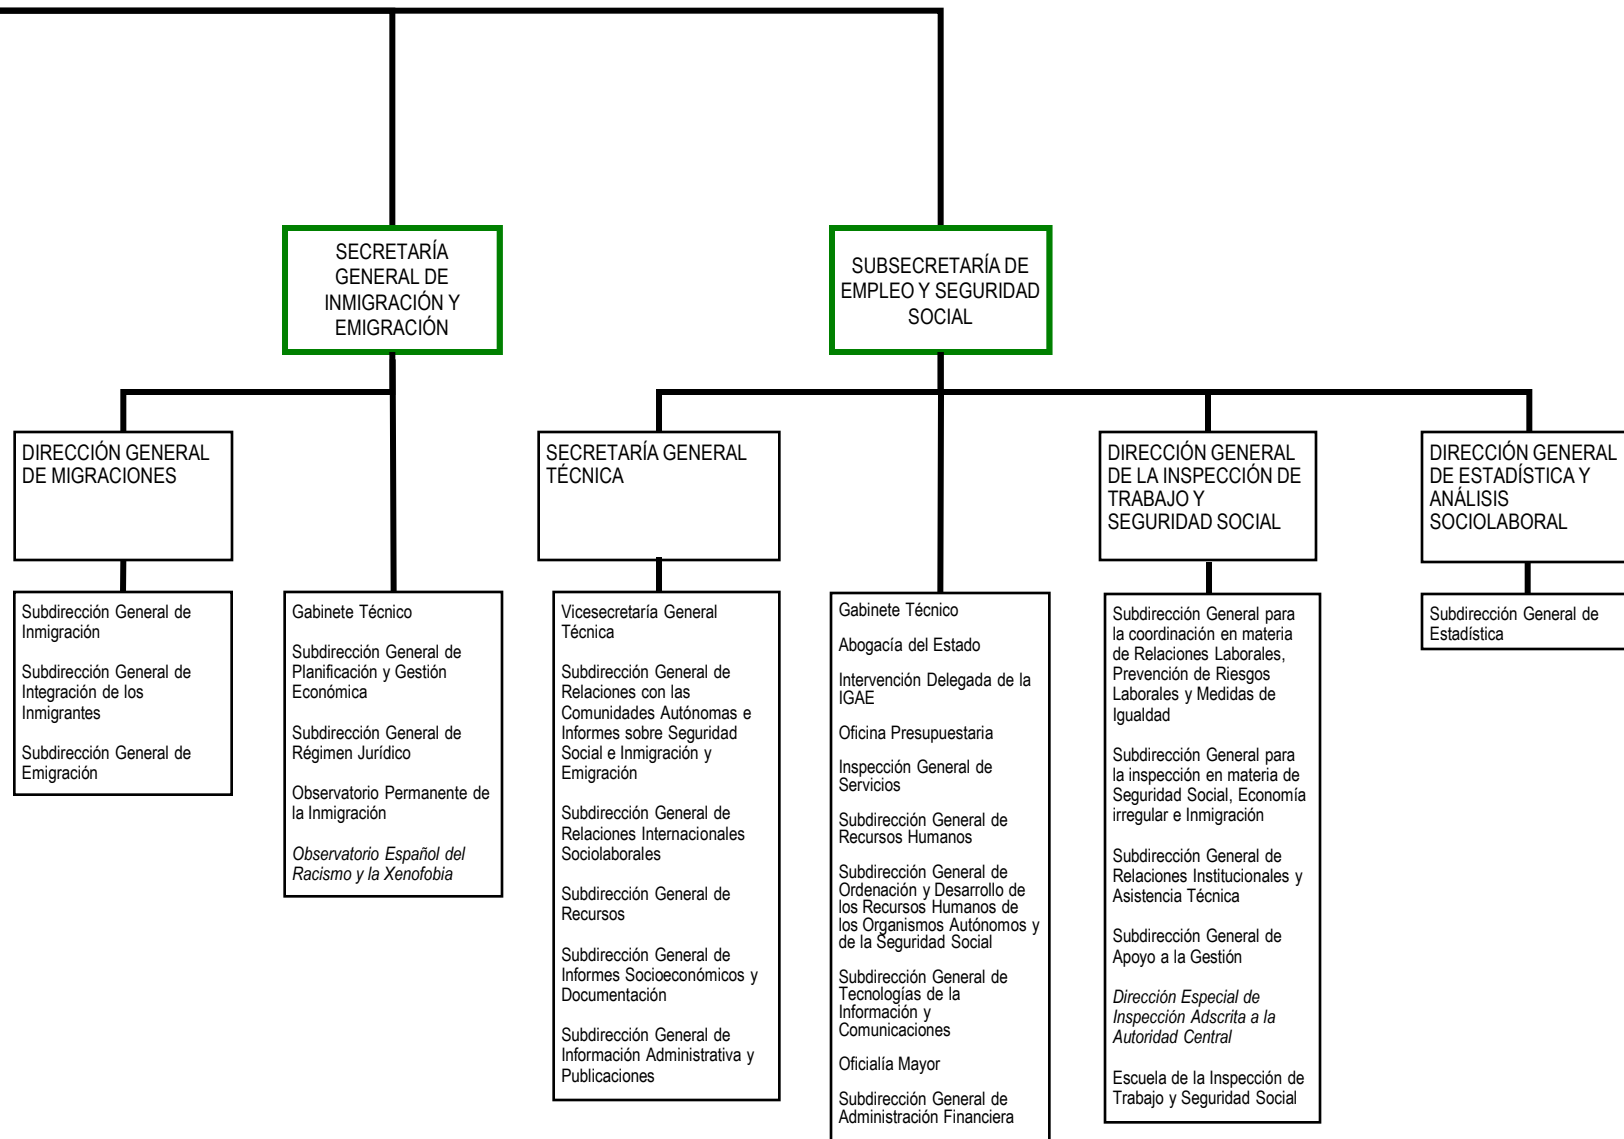 SECRETARÍA
GENERAL DE
INMIGRACIÓN Y
EMIGRACIÓN
SUBSECRETARÍA DE
EMPLEO Y SEGURIDAD
SOCIAL
DIRECCIÓN GENERAL
DE MIGRACIONES
SECRETARÍA GENERAL
TÉCNICA
DIRECCIÓN GENERAL
DE LA INSPECCIÓN DE
TRABAJO Y
SEGURIDAD SOCIAL
DIRECCIÓN GENERAL
DE ESTADÍSTICA Y
ANÁLISIS
SOCIOLABORAL
Subdirección General de
Inmigración
Subdirección General de
Integración de los
Inmigrantes
Subdirección General de
Emigración
Gabinete Técnico
Subdirección General de
Planificación y Gestión
Económica
Subdirección General de
Régimen Jurídico
Observatorio Permanente de
la Inmigración
Observatorio Español del
Racismo y la Xenofobia
Vicesecretaría General
Técnica
Subdirección General de
Relaciones con las
Comunidades Autónomas e
Informes sobre Seguridad
Social e Inmigración y
Emigración
Subdirección General de
Relaciones Internacionales
Sociolaborales
Subdirección General de
Recursos
Subdirección General de
Informes Socioeconómicos y
Documentación
Subdirección General de
Información Administrativa y
Publicaciones
Gabinete Técnico
Abogacía del Estado
Intervención Delegada de la
IGAE
Oficina Presupuestaria
Inspección General de
Servicios
Subdirección General de
Recursos Humanos
Subdirección General de
Ordenación y Desarrollo de
los Recursos Humanos de
los Organismos Autónomos y
de la Seguridad Social
Subdirección General de
Tecnologías de la
Información y
Comunicaciones
Oficialía Mayor
Subdirección General de
Administración Financiera
Subdirección General para
la coordinación en materia
de Relaciones Laborales,
Prevención de Riesgos
Laborales y Medidas de
Igualdad
Subdirección General para
la inspección en materia de
Seguridad Social, Economía
irregular e Inmigración
Subdirección General de
Relaciones Institucionales y
Asistencia Técnica
Subdirección General de
Apoyo a la Gestión
Dirección Especial de
Inspección Adscrita a la
Autoridad Central
Escuela de la Inspección de
Trabajo y Seguridad Social
Subdirección General de
Estadística